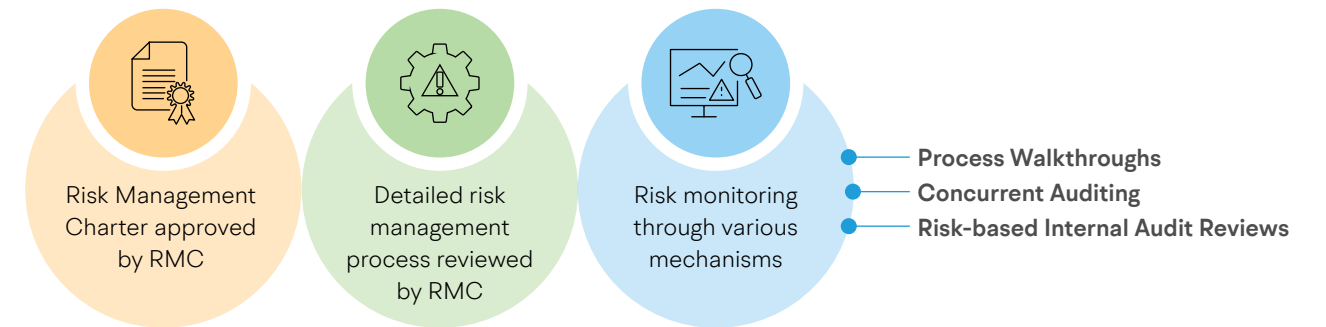 Risk Management
Charter approved
by RMC
Detailed risk
management
process reviewed
by RMC
Risk monitoring
through various
mechanisms
Process Walkthroughs
Concurrent Auditing
Risk-based Internal Audit Reviews